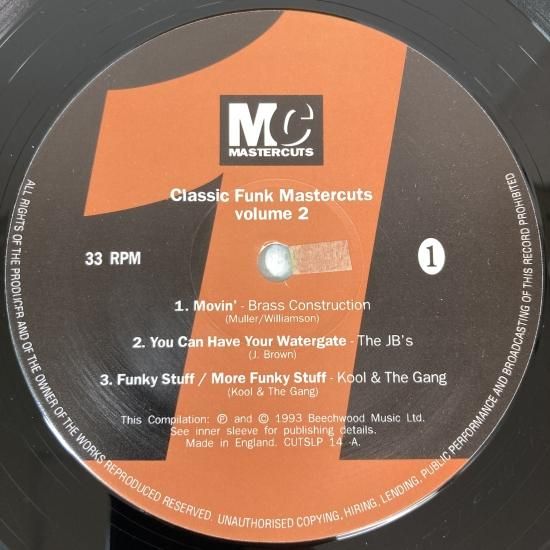 Mc
MASTERCUTS
Classic Funk Mastercuts
volume 2
33 RPM
1
1. Movin' - Brass Construction
(Muller/Williamson)
2. You Can Have Your Watergate - The JB's
(J. Brown)
3. Funky Stuff / More Funky Stuff - Kool & The Gang
(Kool & The Gang)
This Compilation: ℗ and © 1993 Beechwood Music Ltd.
See inner sleeve for publishing details.
Made in England. CUTSLP 14 -A.
ALL RIGHTS OF THE PRODUCER AND OF THE OWNER OF THE WORKS REPRODUCED RESERVED. UNAUTHORISED COPYING, HIRING, LENDING, PUBLIC PERFORMANCE AND BROADCASTING OF THIS RECORD PROHIBITED
1